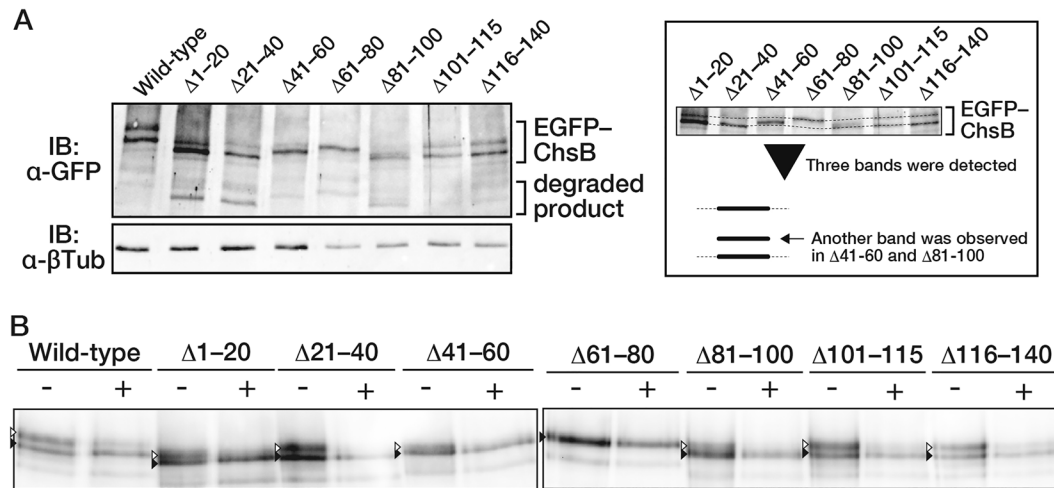 A
Wild-type Δ1–20 Δ21–40 Δ41–60 Δ61–80 Δ81–100 Δ101–115 Δ116–140
IB:
α-GFP
EGFP–
ChsB
degraded
product
IB:
α-βTub
Δ1–20 Δ21–40 Δ41–60 Δ61–80 Δ81–100 Δ101–115 Δ116–140
EGFP–
ChsB
Three bands were detected
Another band was observed
in Δ41-60 and Δ81-100
B
Wild-type Δ1–20 Δ21–40 Δ41–60 Δ61–80 Δ81–100 Δ101–115 Δ116–140
- + - + - + - + - + - + - + - +